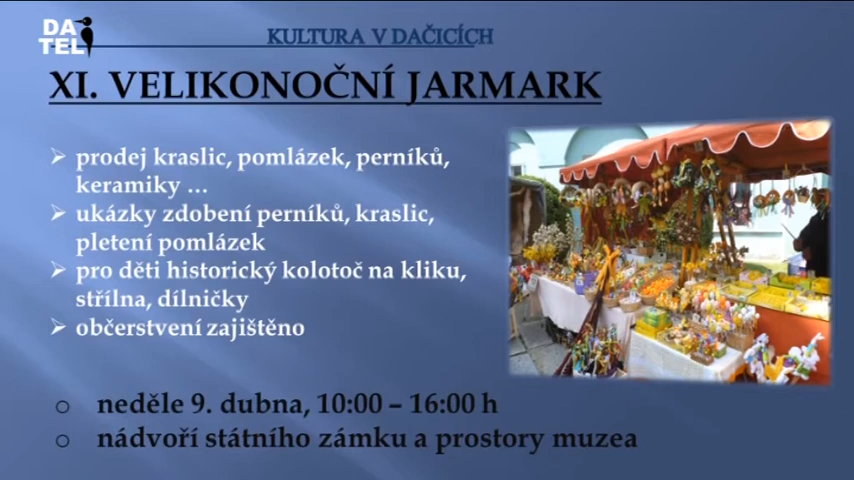 DA
TEL
KULTURA V DAČICÍCH
XI. VELIKONOČNÍ JARMARK
prodej kraslic, pomlázek, perníků,
keramiky …
ukázky zdobení perníků, kraslic,
pletení pomlázek
pro děti historický kolotoč na kliku,
střílna, dílničky
občerstvení zajištěno
neděle 9. dubna, 10:00 – 16:00 h
nádvoří státního zámku a prostory muzea